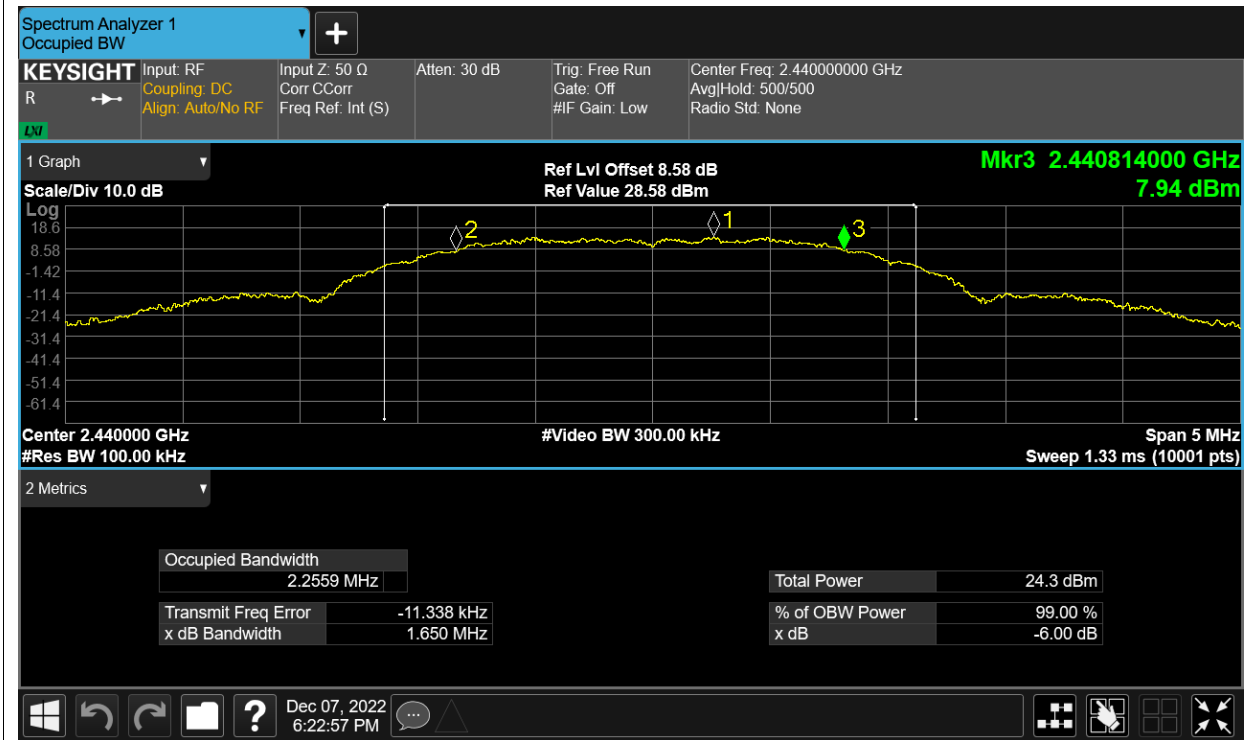 Spectrum Analyzer 1
Occupied BW
KEYSIGHT
R
LXI
Input: RF
Coupling: DC
Align: Auto/No RF
Input Z: 50 Ω
Corr CCorr
Freq Ref: Int (S)
Atten: 30 dB
Trig: Free Run
Gate: Off
#IF Gain: Low
Center Freq: 2.440000000 GHz
Avg|Hold: 500/500
Radio Std: None
1 Graph
Scale/Div 10.0 dB
Ref Lvl Offset 8.58 dB
Ref Value 28.58 dBm
Mkr3 2.440814000 GHz
7.94 dBm
Log
18.6
8.58
-1.42
-11.4
-21.4
-31.4
-41.4
-51.4
-61.4
2
1
3
Center 2.440000 GHz
#Video BW 300.00 kHz
Span 5 MHz
#Res BW 100.00 kHz
Sweep 1.33 ms (10001 pts)
2 Metrics
Occupied Bandwidth
2.2559 MHz
Total Power 24.3 dBm
Transmit Freq Error -11.338 kHz
% of OBW Power 99.00 %
x dB Bandwidth 1.650 MHz
x dB -6.00 dB
?
Dec 07, 2022
6:22:57 PM